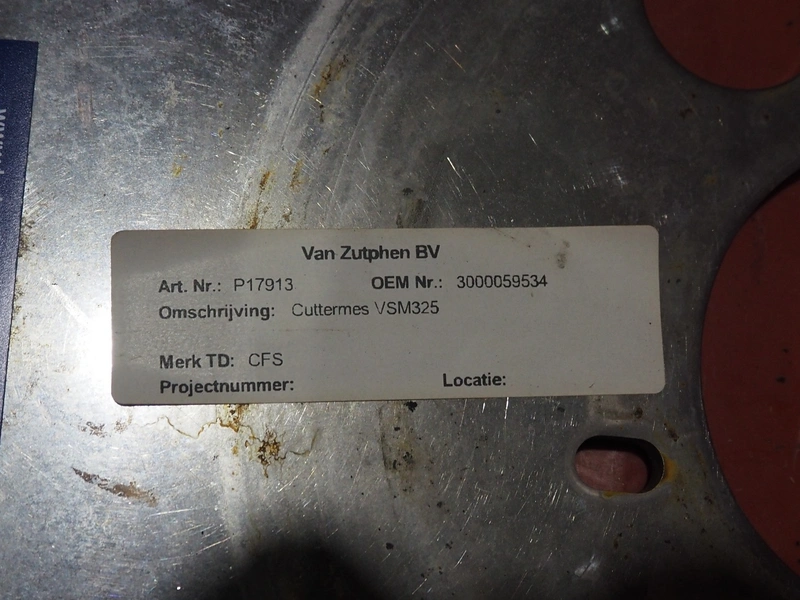 Van Zutphen BV
Art. Nr.: P17913 OEM Nr.: 3000059534
Omschrijving: Cuttermes VSM325
Merk TD: CFS
Projectnummer: Locatie: